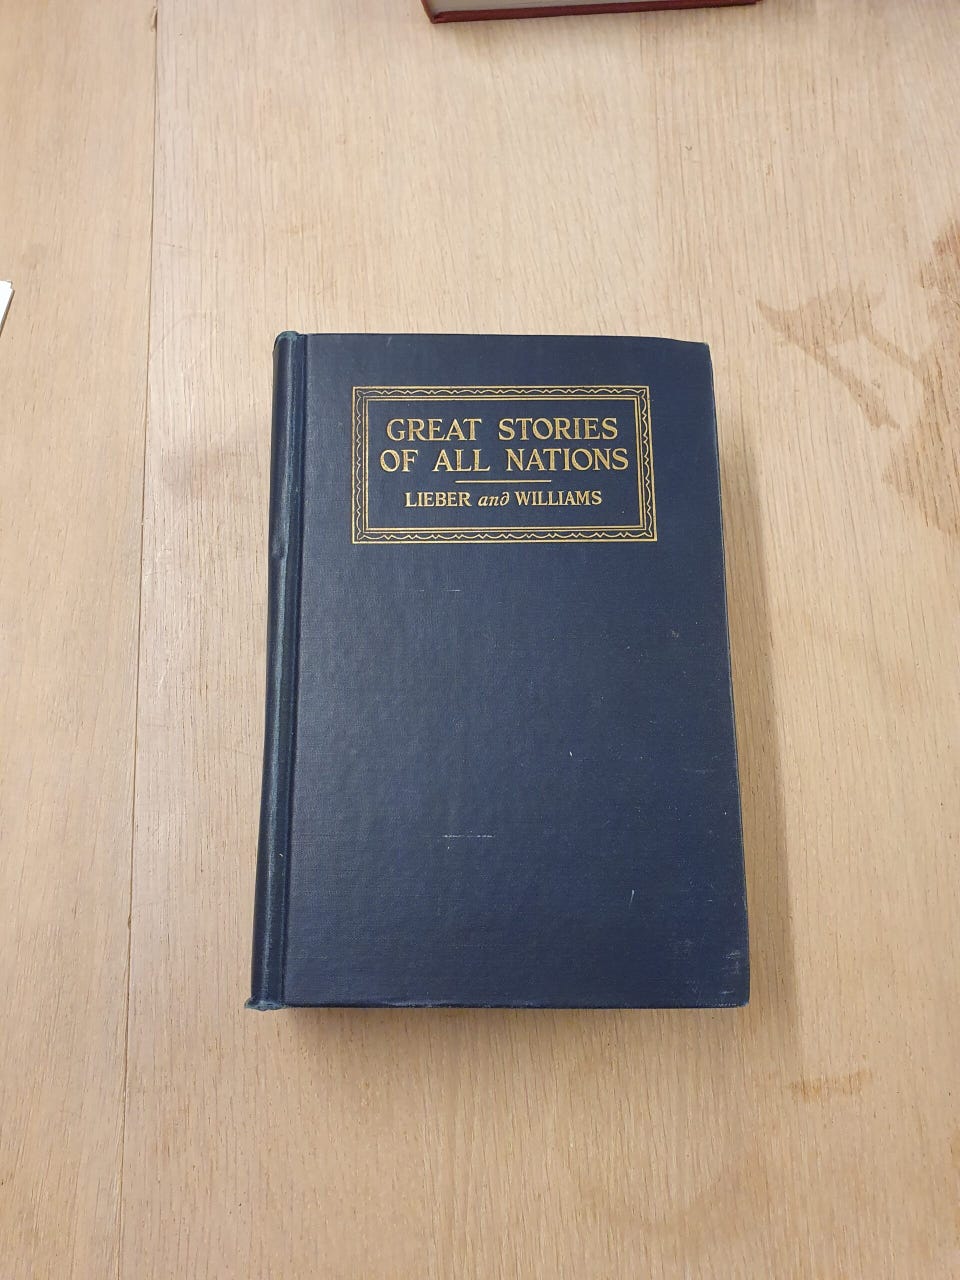 GREAT STORIES
OF ALL NATIONS
LIEBER and WILLIAMS